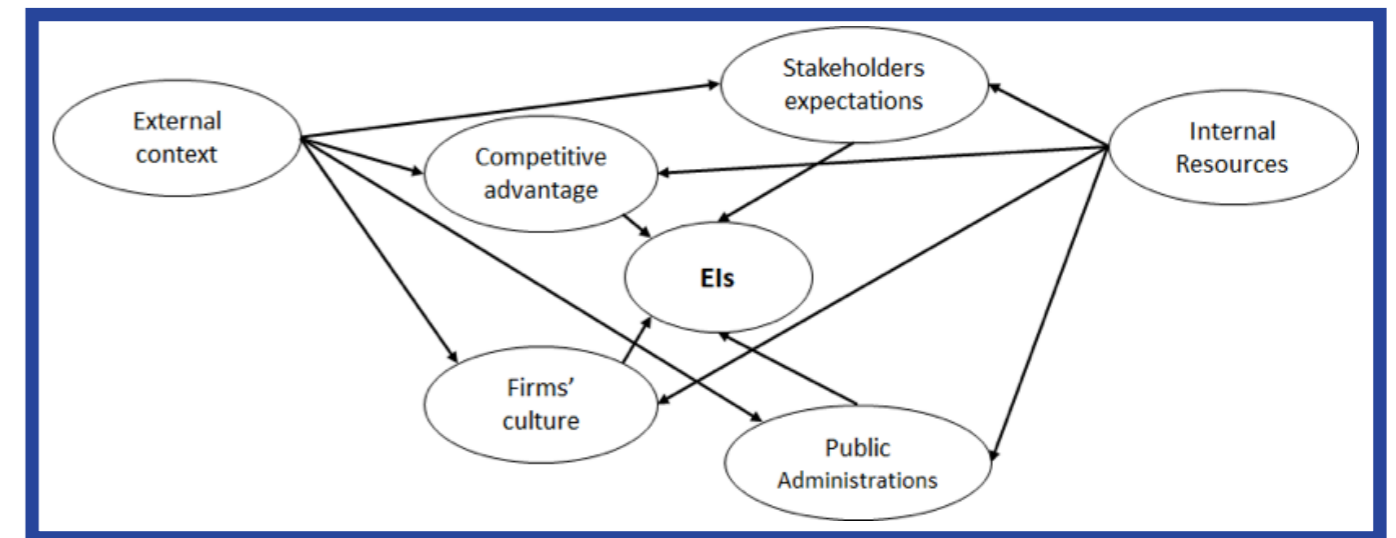 External
context
Stakeholders
expectations
Competitive
advantage
Internal
Resources
EIs
Firms’
culture
Public
Administrations